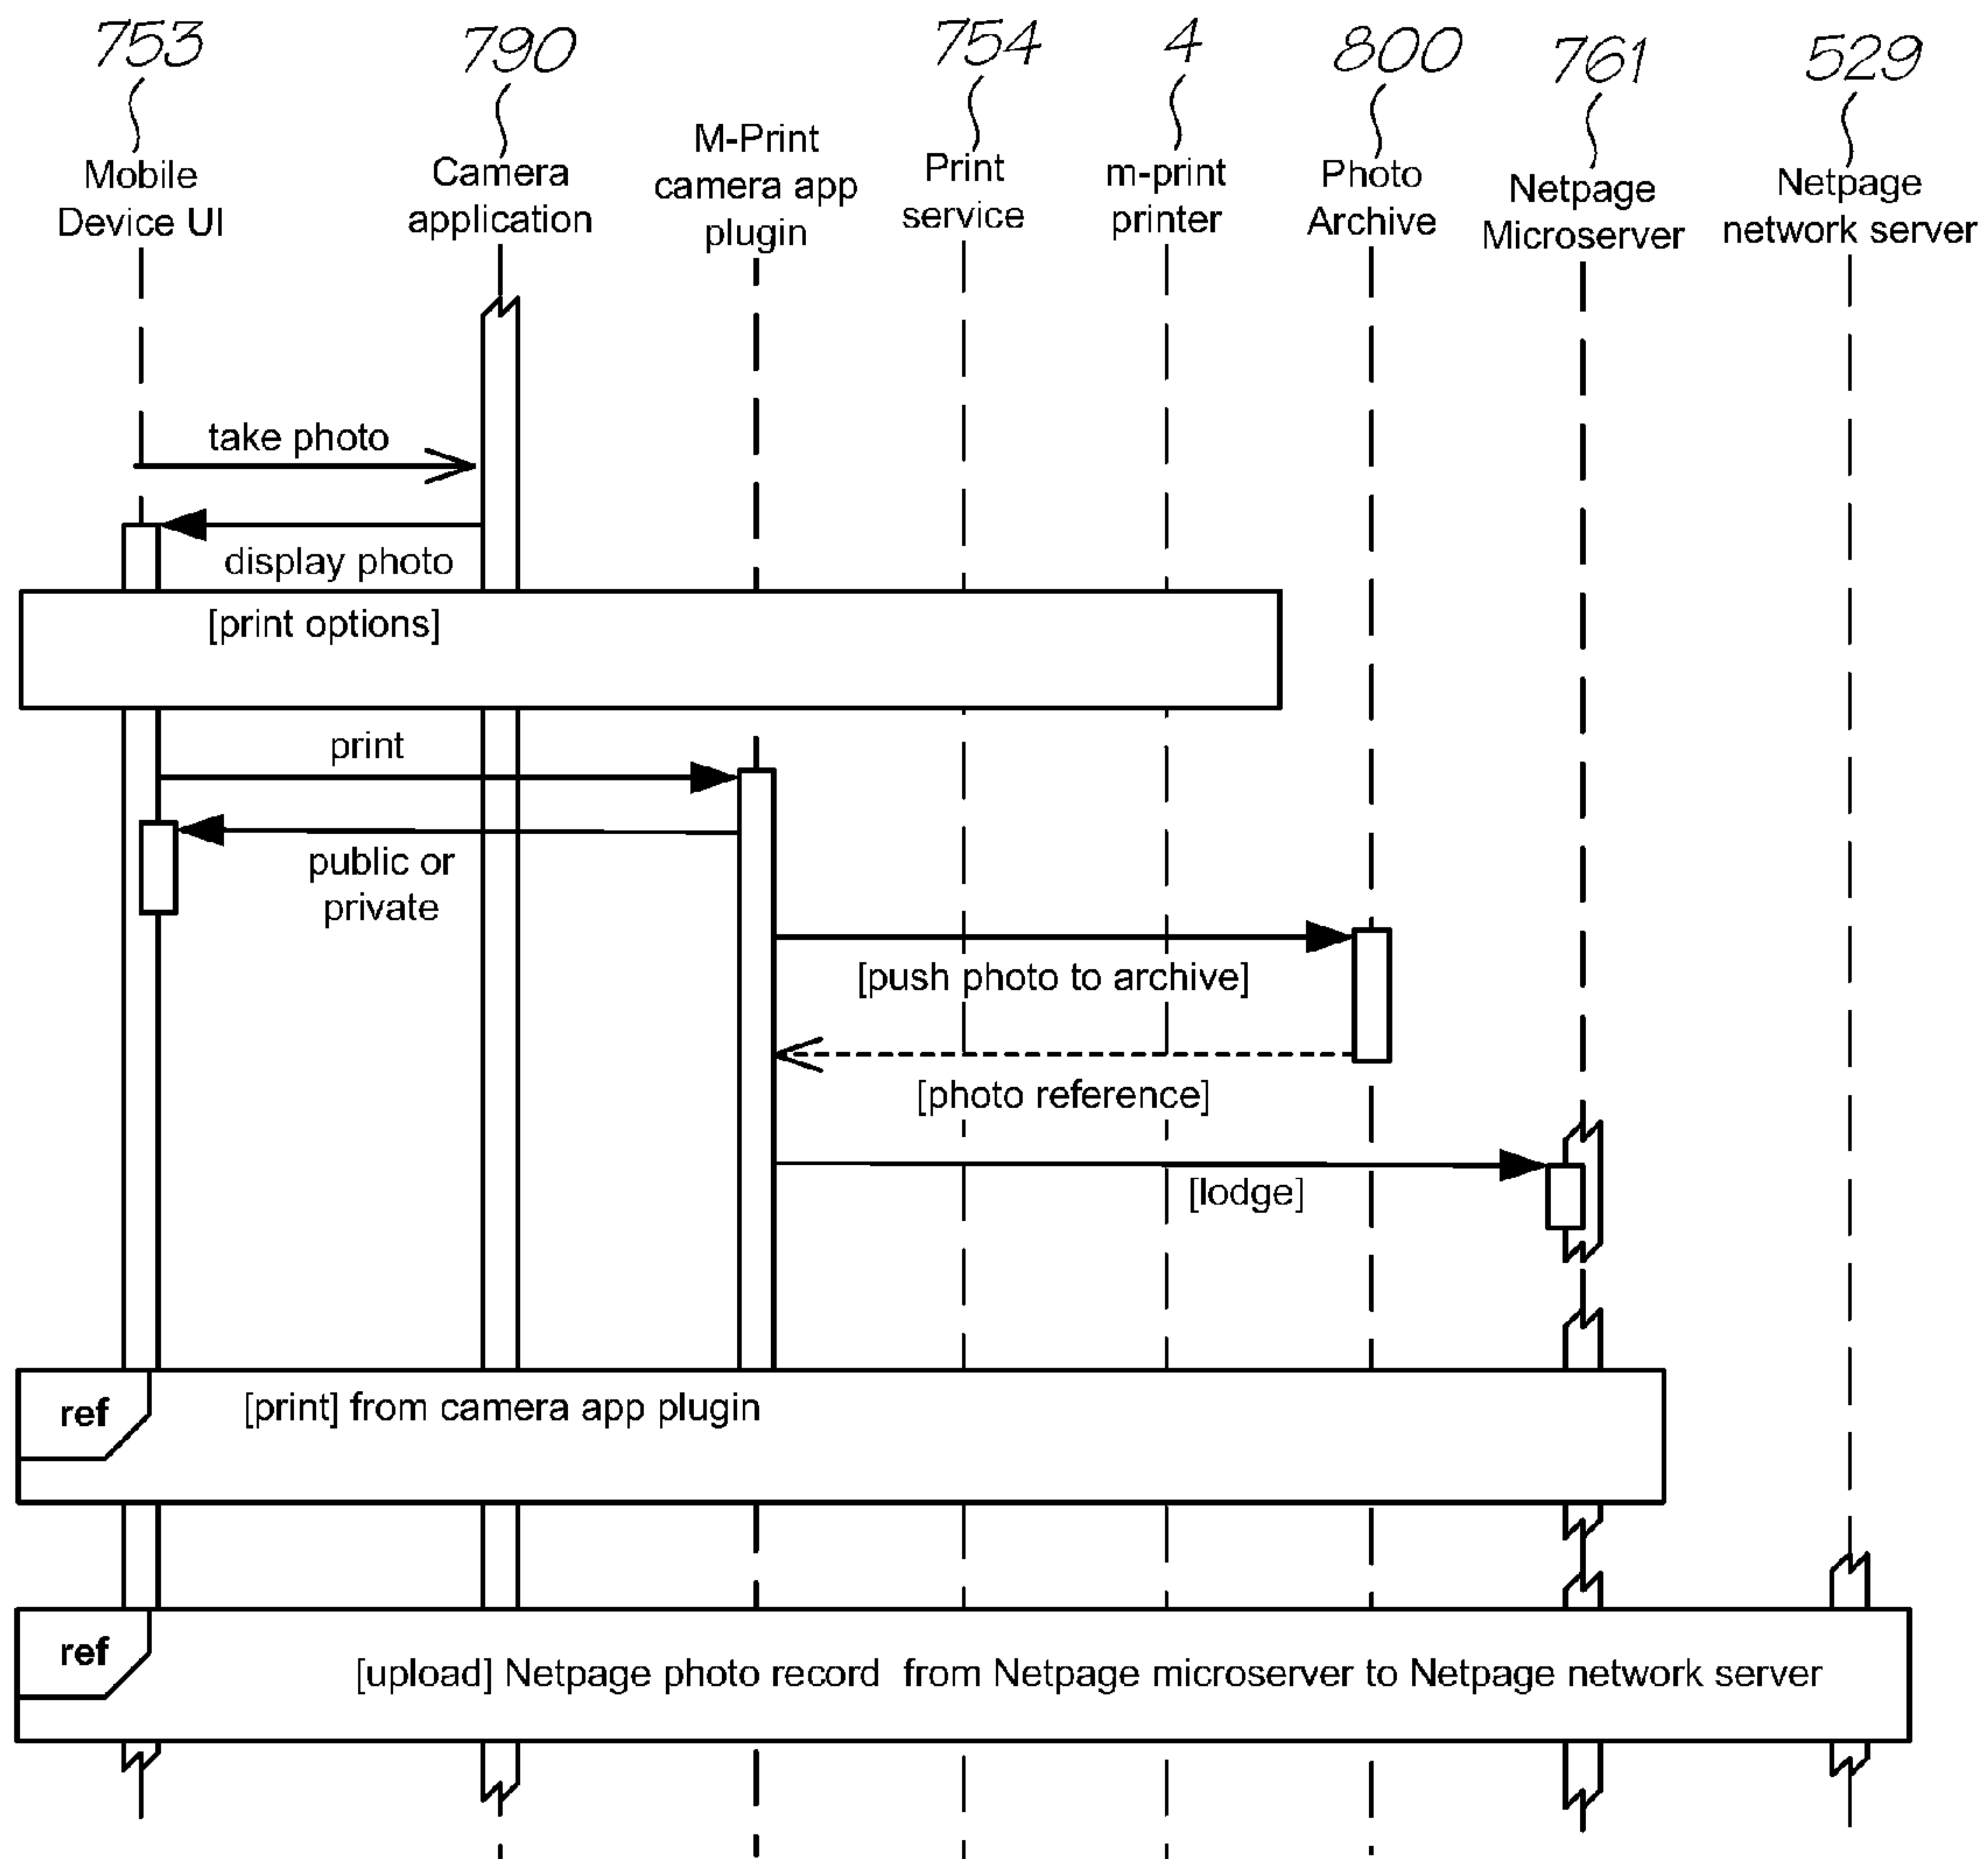 753
790
754
4
800
761
529
Mobile
Device UI
Camera
application
M-Print
camera app
plugin
Print
service
m-print
printer
Photo
Archive
Netpage
Microserver
Netpage
network server
take photo
display photo
[print options]
print
public or
private
[push photo to archive]
[photo reference]
[lodge]
ref
[print] from camera app plugin
ref
[upload] Netpage photo record from Netpage microserver to Netpage network server